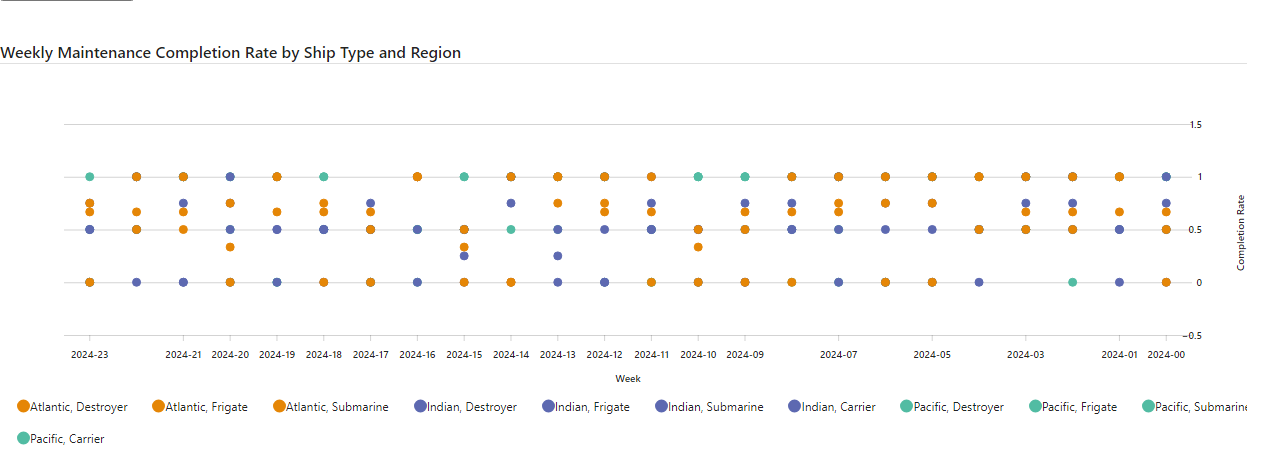 Weekly Maintenance Completion Rate by Ship Type and Region
1.5
1
0.5
0
−0.5
Completion Rate
2024-23 2024-21 2024-20 2024-19 2024-18 2024-17 2024-16 2024-15 2024-14 2024-13 2024-12 2024-11 2024-10 2024-09 2024-07 2024-05 2024-03 2024-01 2024-00
Week
Atlantic, Destroyer Atlantic, Frigate Atlantic, Submarine Indian, Destroyer Indian, Frigate Indian, Submarine Indian, Carrier Pacific, Destroyer Pacific, Frigate Pacific, Submarine
Pacific, Carrier